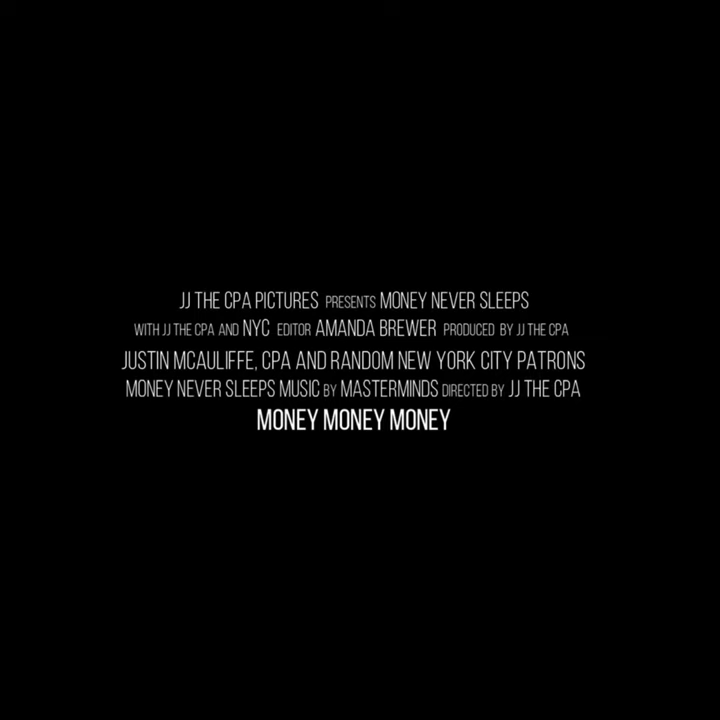 JJ THE CPA PICTURES PRESENTS MONEY NEVER SLEEPS
WITH JJ THE CPA AND NYC EDITOR AMANDA BREWER PRODUCED BY JJ THE CPA
JUSTIN MCAULIFFE, CPA AND RANDOM NEW YORK CITY PATRONS
MONEY NEVER SLEEPS MUSIC BY MASTERMINDS DIRECTED BY JJ THE CPA
MONEY MONEY MONEY